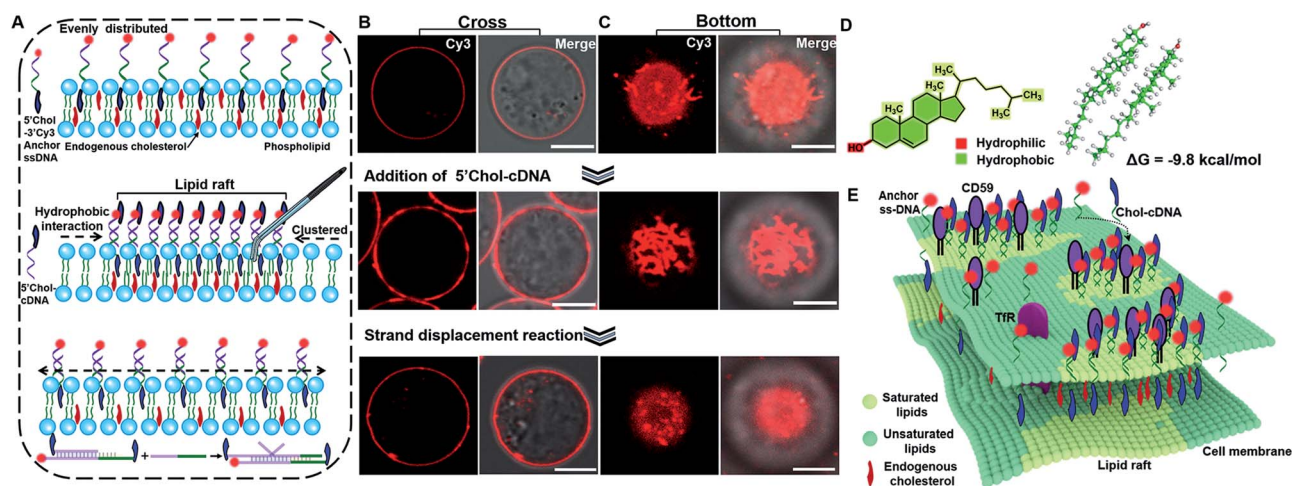 A
Evenly distributed
5'Chol
-3'Cy3
Anchor
ssDNA
Endogenous cholesterol
Phospholipid
Lipid raft
Hydrophobic
interaction
Clustered
5'Chol-
cDNA
+
B
Cross
Cy3
Merge
C
Bottom
Cy3
Merge
Addition of 5'Chol-cDNA
Strand displacement reaction
D
H₃C
H₃C
CH₃
H₃C
H₃C
HO
Hydrophilic
Hydrophobic
ΔG = -9.8 kcal/mol
E
Anchor
ss-DNA
CD59
Chol-cDNA
TfR
Saturated
lipids
Unsaturated
lipids
Endogenous
cholesterol
Lipid raft
Cell membrane